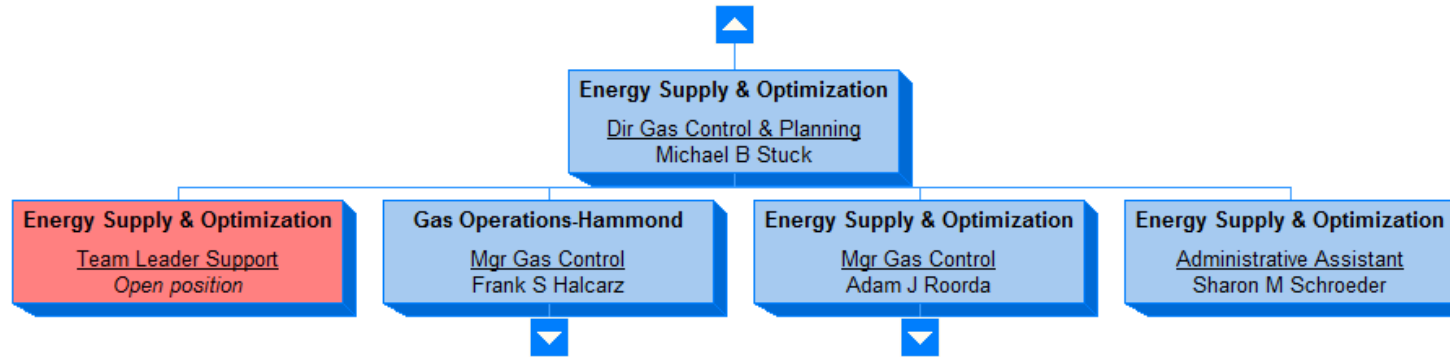 Energy Supply & Optimization
Dir Gas Control & Planning
Michael B Stuck
Energy Supply & Optimization
Team Leader Support
Open position
Gas Operations-Hammond
Mgr Gas Control
Frank S Halcarz
Energy Supply & Optimization
Mgr Gas Control
Adam J Roorda
Energy Supply & Optimization
Administrative Assistant
Sharon M Schroeder